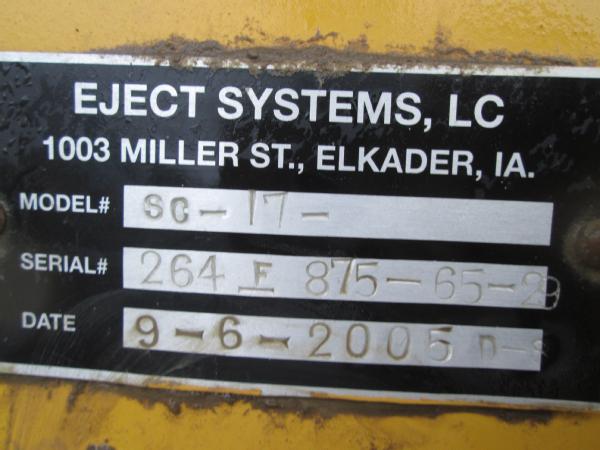 EJECT SYSTEMS, LC
1003 MILLER ST., ELKADER, IA.
MODEL# SC-17-
SERIAL# 264 F 875-65-29
DATE 9-6-2005